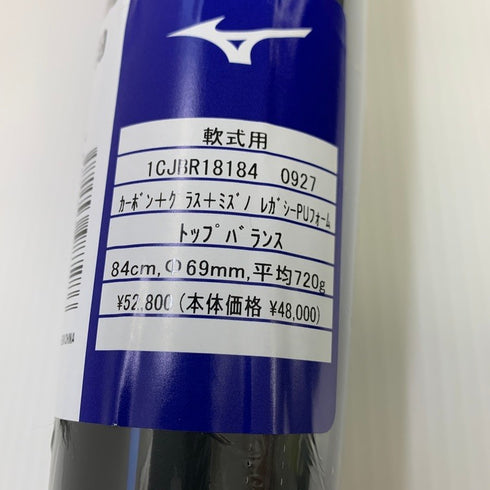 軟式用
1CJBR18184 0927
ｶｰﾎﾞﾝ+ｸﾞﾗｽ+ﾐｽﾞﾉ ﾚｶﾞｼｰPUﾌｫｰﾑ
ﾄｯﾌﾟﾊﾞﾗﾝｽ
84cm,Φ69mm,平均720g
¥52,800(本体価格 ¥48,000)